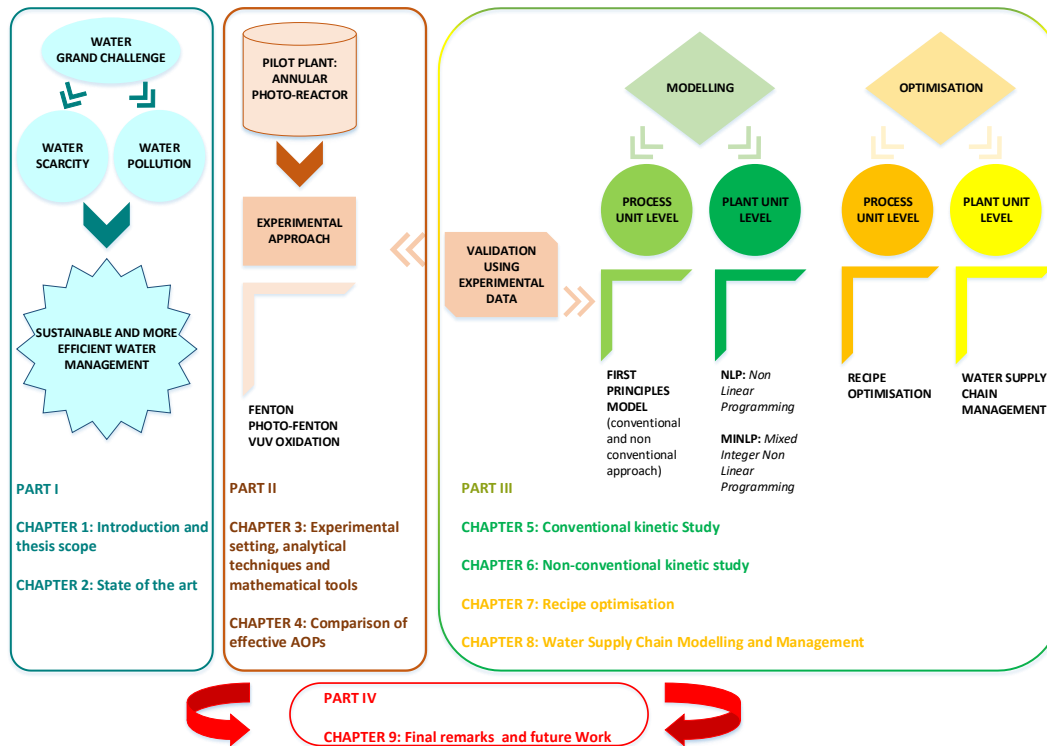 WATER
GRAND CHALLENGE
WATER
SCARCITY
WATER
POLLUTION
SUSTAINABLE AND MORE
EFFICIENT WATER
MANAGEMENT
PART I
CHAPTER 1: Introduction and
thesis scope
CHAPTER 2: State of the art
PILOT PLANT:
ANNULAR
PHOTO-REACTOR
EXPERIMENTAL
APPROACH
FENTON
PHOTO-FENTON
VUV OXIDATION
PART II
CHAPTER 3: Experimental
setting, analytical
techniques and
mathematical tools
CHAPTER 4: Comparison of
effective AOPs
VALIDATION
USING
EXPERIMENTAL
DATA
MODELLING
PROCESS
UNIT LEVEL
PLANT UNIT
LEVEL
FIRST
PRINCIPLES
MODEL
(conventional
and non
conventional
approach)
NLP: Non
Linear
Programming
MINLP: Mixed
Integer Non
Linear
Programming
OPTIMISATION
PROCESS
UNIT LEVEL
PLANT UNIT
LEVEL
RECIPE
OPTIMISATION
WATER SUPPLY
CHAIN
MANAGEMENT
PART III
CHAPTER 5: Conventional kinetic Study
CHAPTER 6: Non-conventional kinetic study
CHAPTER 7: Recipe optimisation
CHAPTER 8: Water Supply Chain Modelling and Management
PART IV
CHAPTER 9: Final remarks and future Work